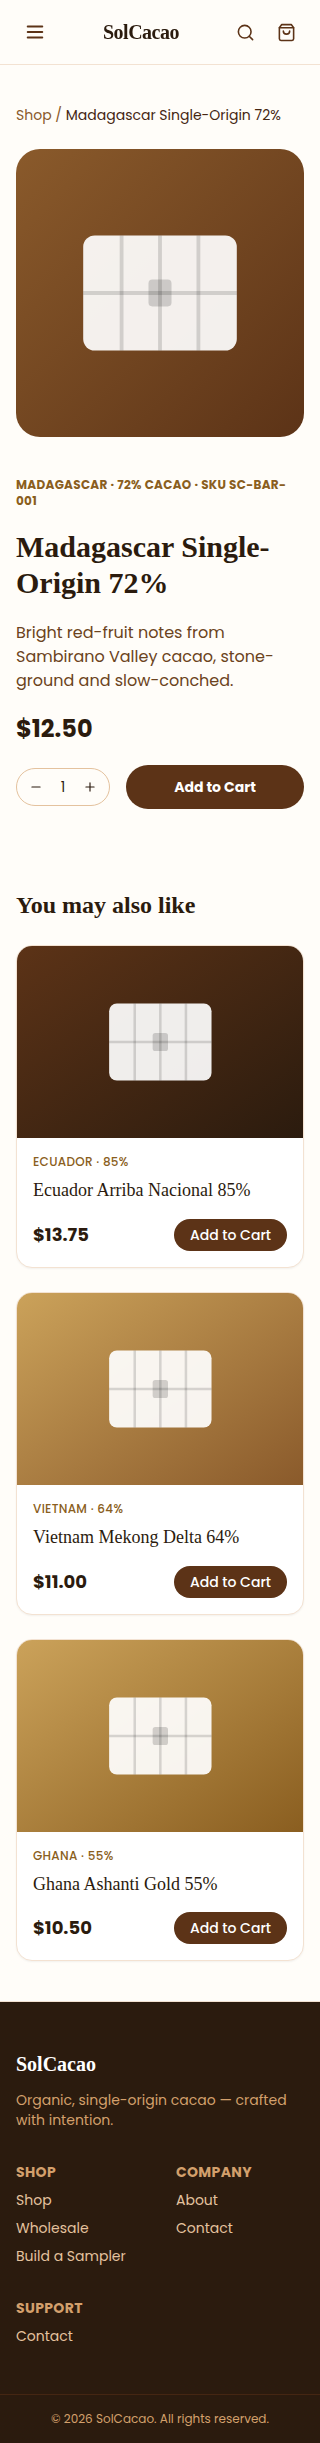 SolCacao
Shop / Madagascar Single-Origin 72%
MADAGASCAR · 72% CACAO · SKU SC-BAR-
001
Madagascar Single-
Origin 72%
Bright red-fruit notes from
Sambirano Valley cacao, stone-
ground and slow-conched.
$12.50
− 1 + Add to Cart
You may also like
ECUADOR · 85%
Ecuador Arriba Nacional 85%
$13.75 Add to Cart
VIETNAM · 64%
Vietnam Mekong Delta 64%
$11.00 Add to Cart
GHANA · 55%
Ghana Ashanti Gold 55%
$10.50 Add to Cart
SolCacao
Organic, single-origin cacao — crafted
with intention.
SHOP
Shop
Wholesale
Build a Sampler
COMPANY
About
Contact
SUPPORT
Contact
© 2026 SolCacao. All rights reserved.